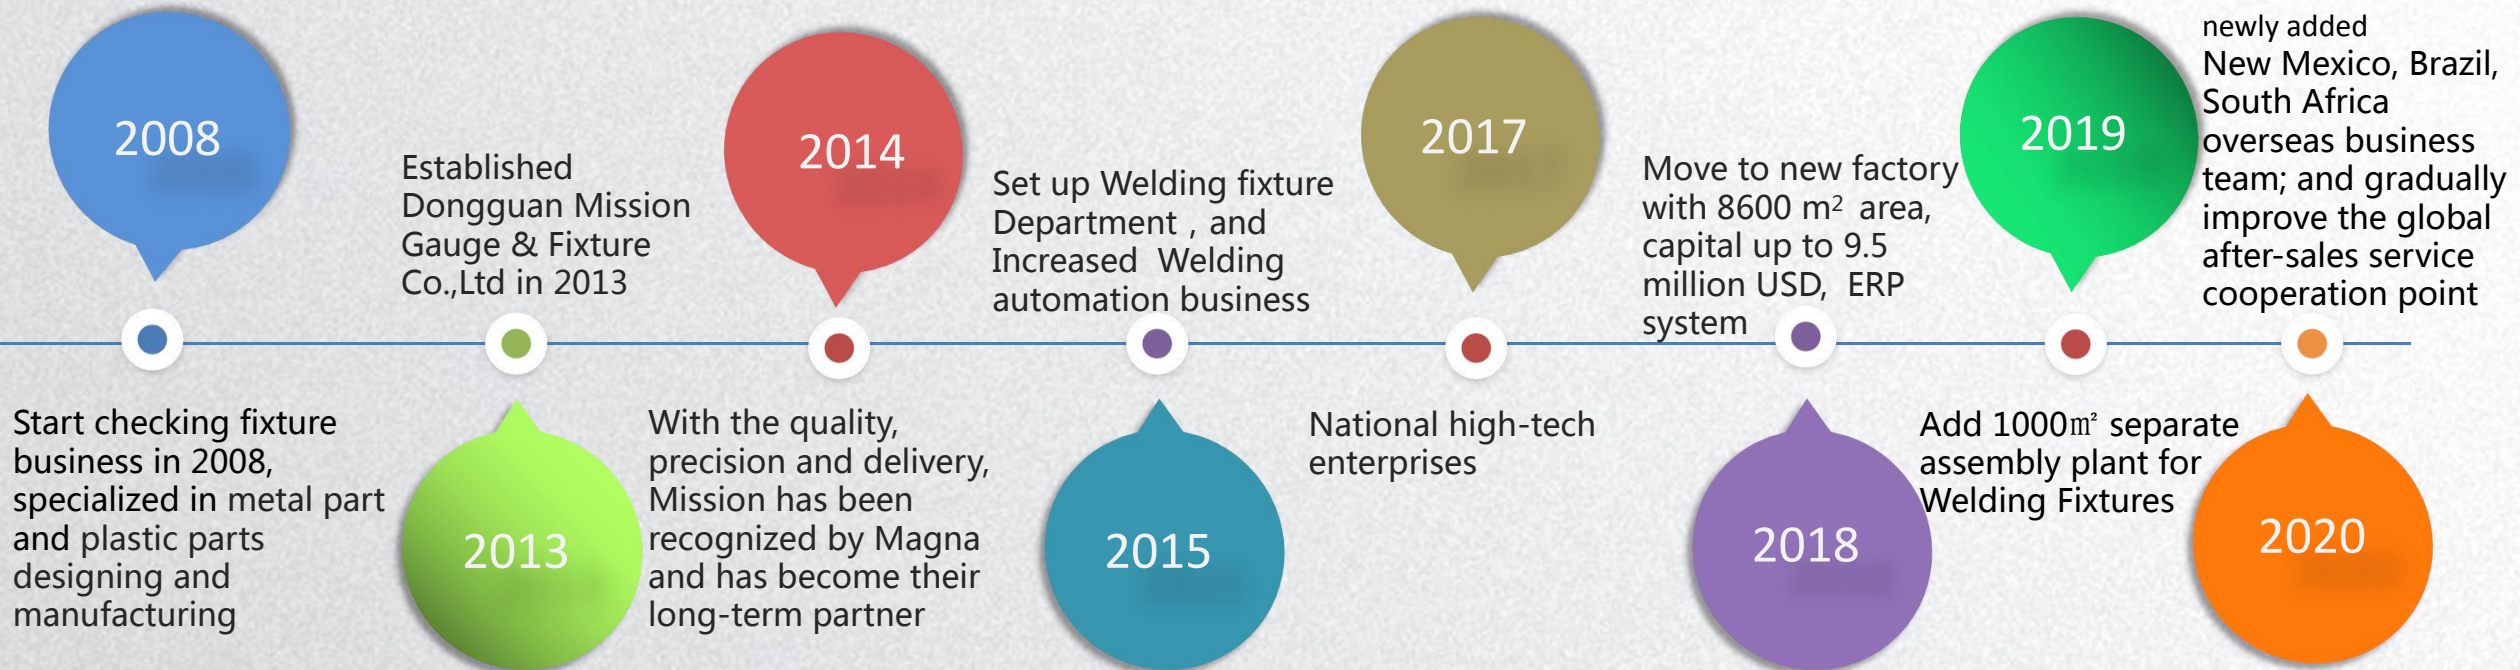 2008
Start checking fixture
business in 2008,
specialized in metal part
and plastic parts
designing and
manufacturing
Established
Dongguan Mission
Gauge & Fixture
Co.,Ltd in 2013
2013
2014
With the quality,
precision and delivery,
Mission has been
recognized by Magna
and has become their
long-term partner
Set up Welding fixture
Department , and
Increased  Welding
automation business
2015
2017
National high-tech
enterprises
Move to new factory
with 8600 m² area,
capital up to 9.5
million USD,  ERP
system
2018
2019
Add 1000㎡ separate
assembly plant for
Welding Fixtures
newly added
New Mexico, Brazil,
South Africa
overseas business
team; and gradually
improve the global
after-sales service
cooperation point
2020